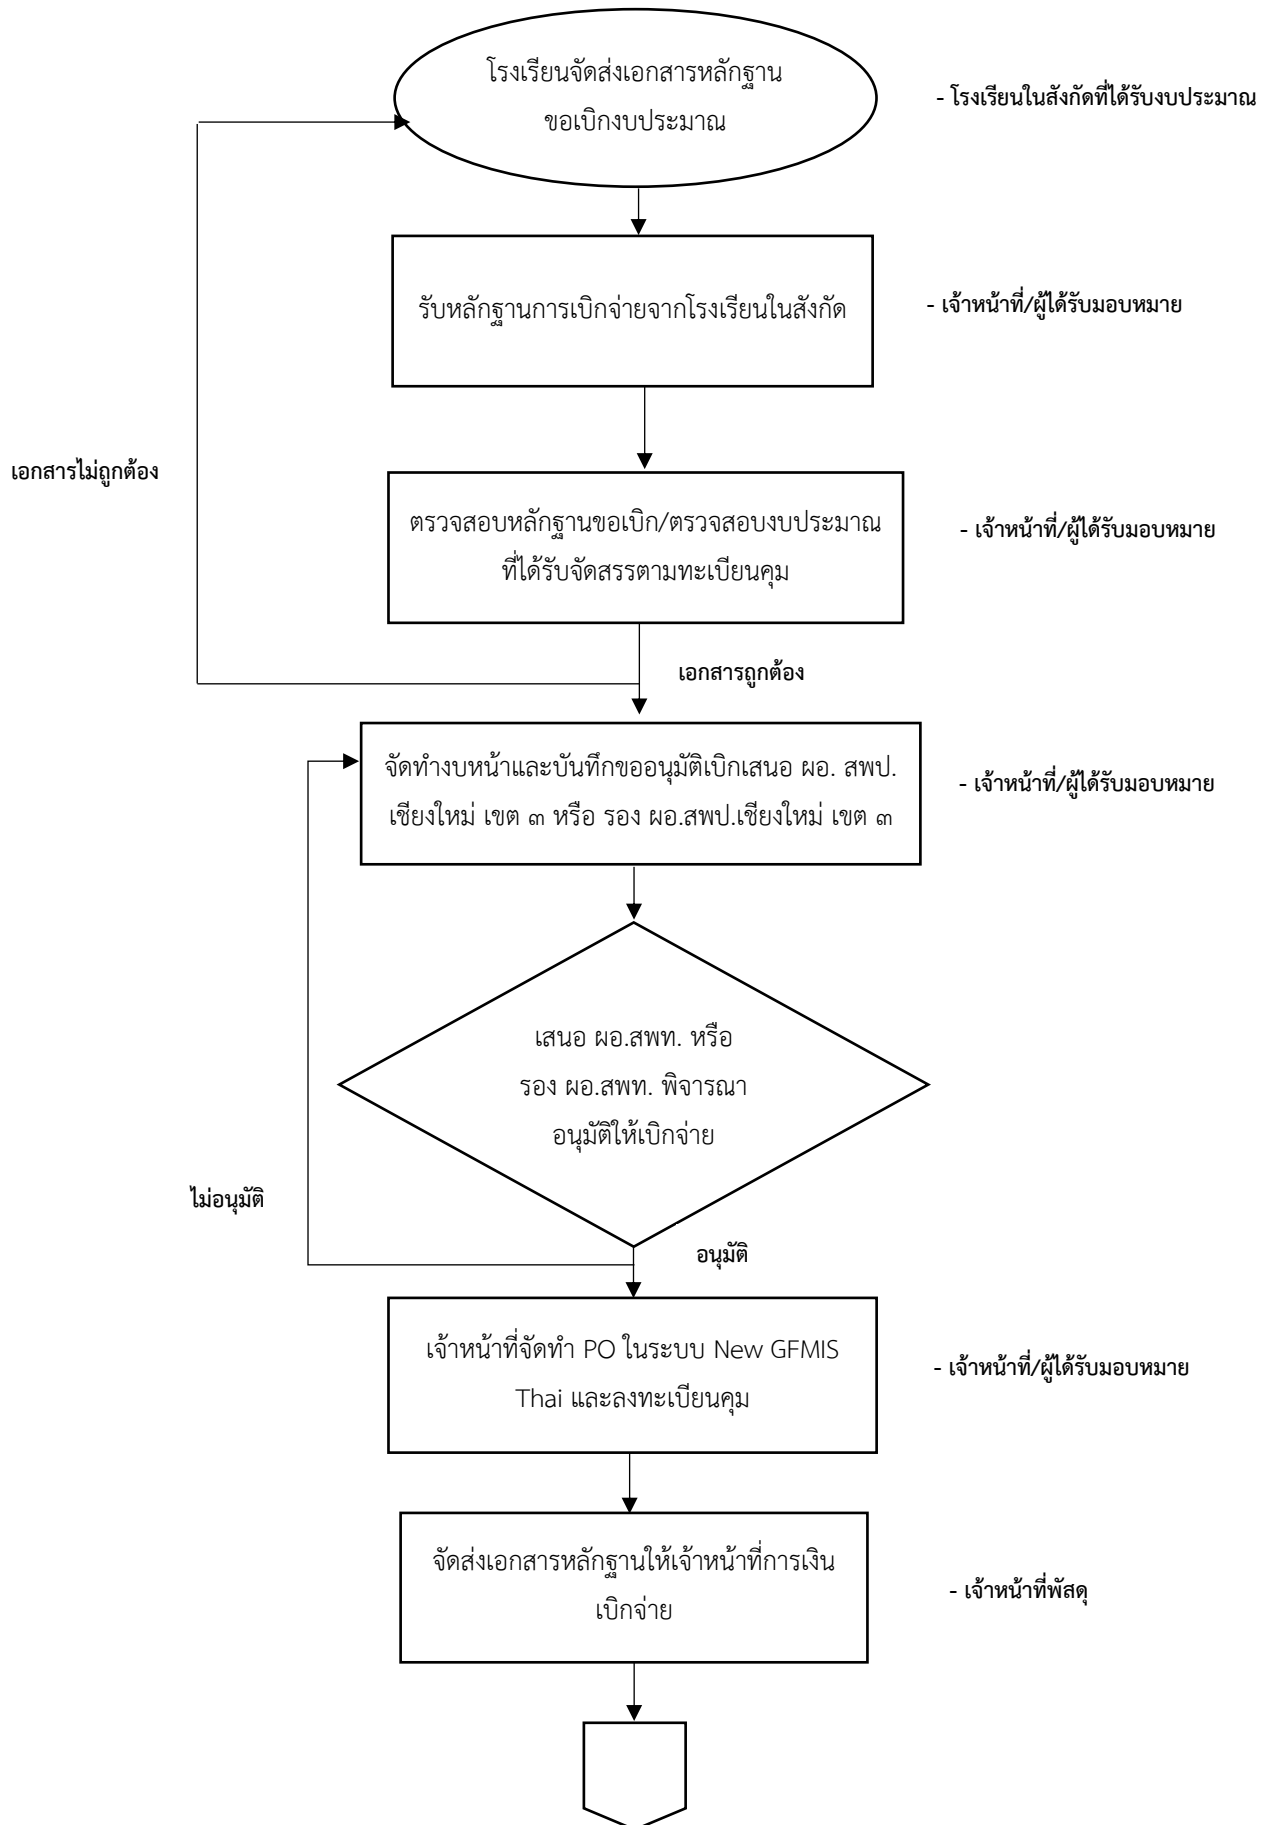 โรงเรียนจัดส่งเอกสารหลักฐาน
ขอเบิกงบประมาณ
- โรงเรียนในสังกัดที่ได้รับงบประมาณ
รับหลักฐานการเบิกจ่ายจากโรงเรียนในสังกัด
- เจ้าหน้าที่/ผู้ได้รับมอบหมาย
เอกสารไม่ถูกต้อง
ตรวจสอบหลักฐานขอเบิก/ตรวจสอบงบประมาณ
ที่ได้รับจัดสรรตามทะเบียนคุม
- เจ้าหน้าที่/ผู้ได้รับมอบหมาย
เอกสารถูกต้อง
จัดทำงบหน้าและบันทึกขออนุมัติเบิกเสนอ ผอ. สพป.
เชียงใหม่ เขต ๓ หรือ รอง ผอ.สพป.เชียงใหม่ เขต ๓
- เจ้าหน้าที่/ผู้ได้รับมอบหมาย
เสนอ ผอ.สพท. หรือ
รอง ผอ.สพท. พิจารณา
อนุมัติให้เบิกจ่าย
ไม่อนุมัติ
อนุมัติ
เจ้าหน้าที่จัดทำ PO ในระบบ New GFMIS
Thai และลงทะเบียนคุม
- เจ้าหน้าที่/ผู้ได้รับมอบหมาย
จัดส่งเอกสารหลักฐานให้เจ้าหน้าที่การเงิน
เบิกจ่าย
- เจ้าหน้าที่พัสดุ